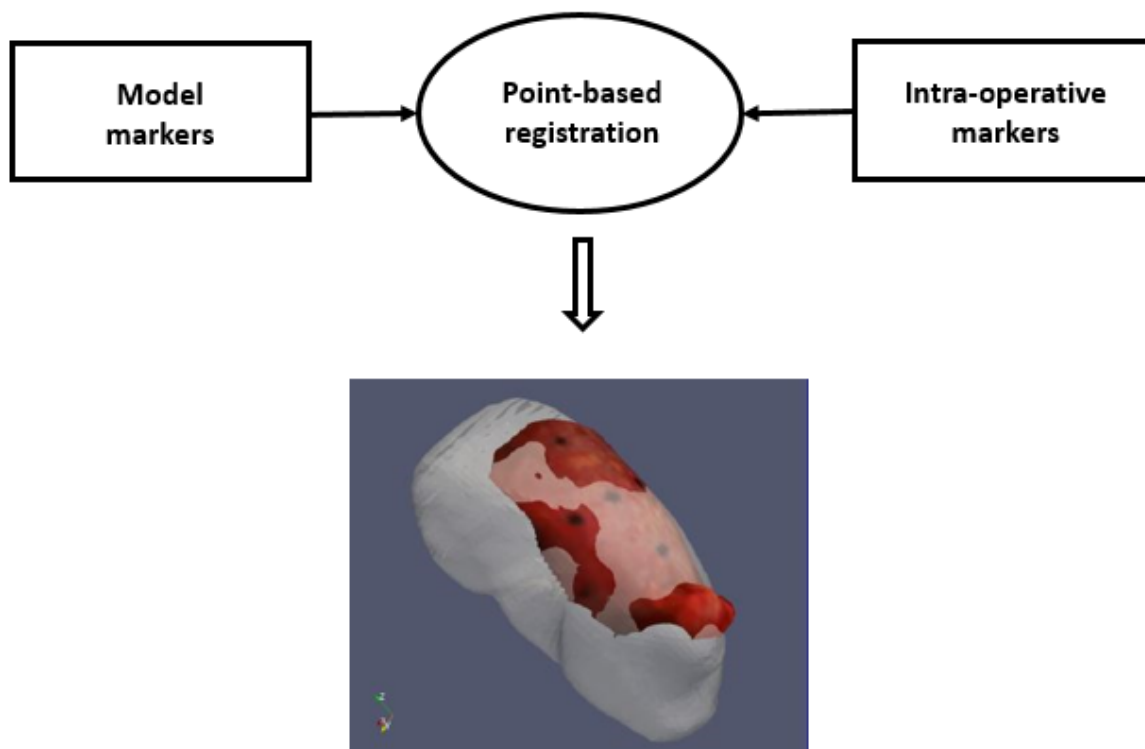 Model
markers
Point-based
registration
Intra-operative
markers